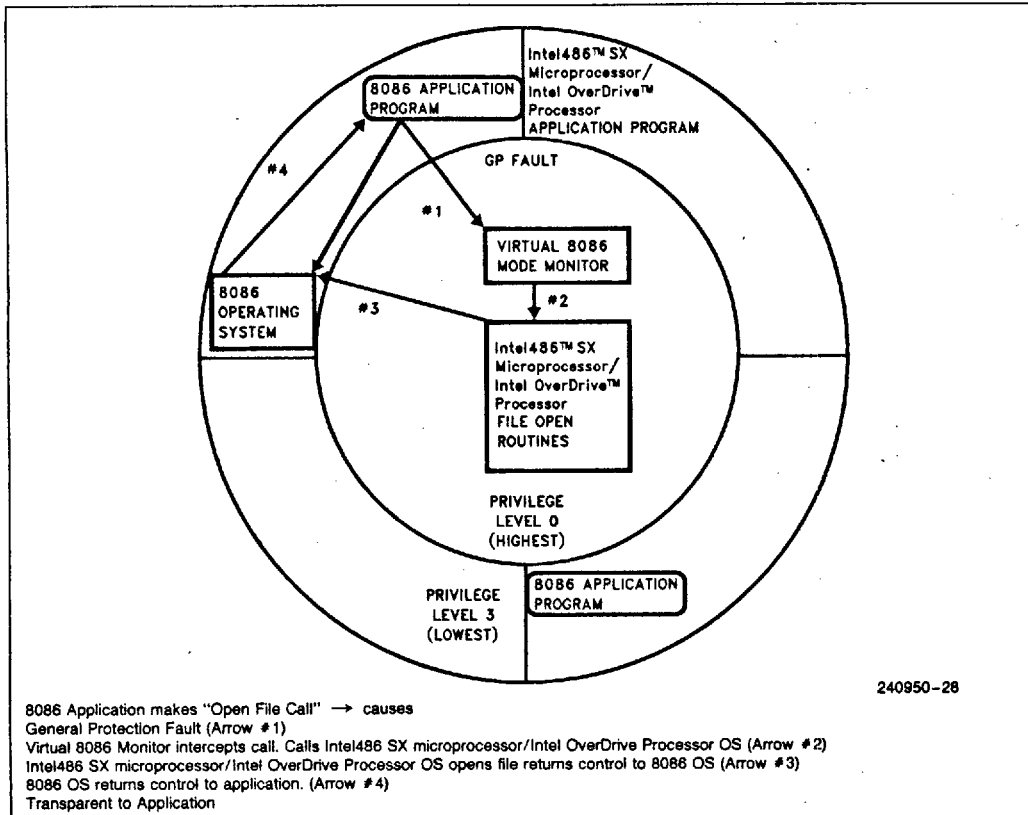 Intel486™ SX
Microprocessor/
Intel OverDrive™
Processor
APPLICATION PROGRAM
8086 APPLICATION
PROGRAM
GP FAULT
#4
#1
VIRTUAL 8086
MODE MONITOR
8086
OPERATING
SYSTEM
#3
#2
Intel486™ SX
Microprocessor/
Intel OverDrive™
Processor
FILE OPEN
ROUTINES
PRIVILEGE
LEVEL 0
(HIGHEST)
8086 APPLICATION
PROGRAM
PRIVILEGE
LEVEL 3
(LOWEST)
240950-28
8086 Application makes "Open File Call" → causes
General Protection Fault (Arrow #1)
Virtual 8086 Monitor intercepts call. Calls Intel486 SX microprocessor/Intel OverDrive Processor OS (Arrow #2)
Intel486 SX microprocessor/Intel OverDrive Processor OS opens file returns control to 8086 OS (Arrow #3)
8086 OS returns control to application. (Arrow #4)
Transparent to Application